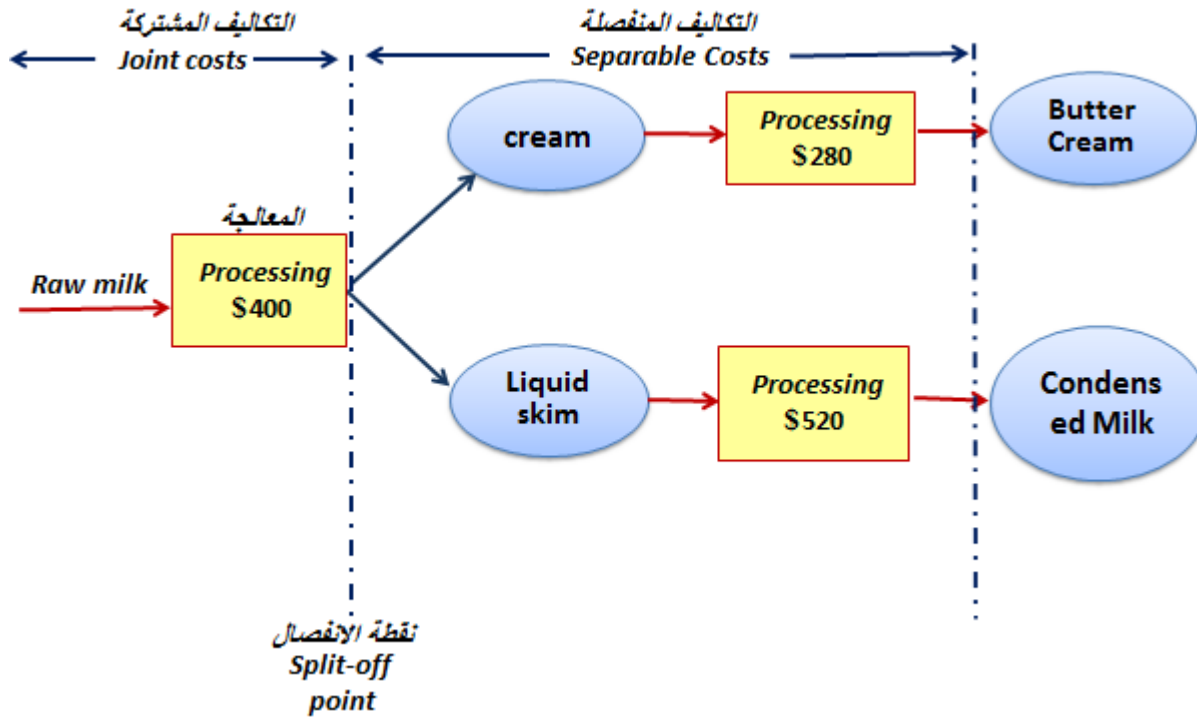 التكاليف المشتركة
Joint costs
التكاليف المنفصلة
Separable Costs
cream
Processing
$280
Butter
Cream
المعالجة
Raw milk
Processing
$400
Liquid
skim
Processing
$520
Condens
ed Milk
نقطة الانفصال
Split-off
point